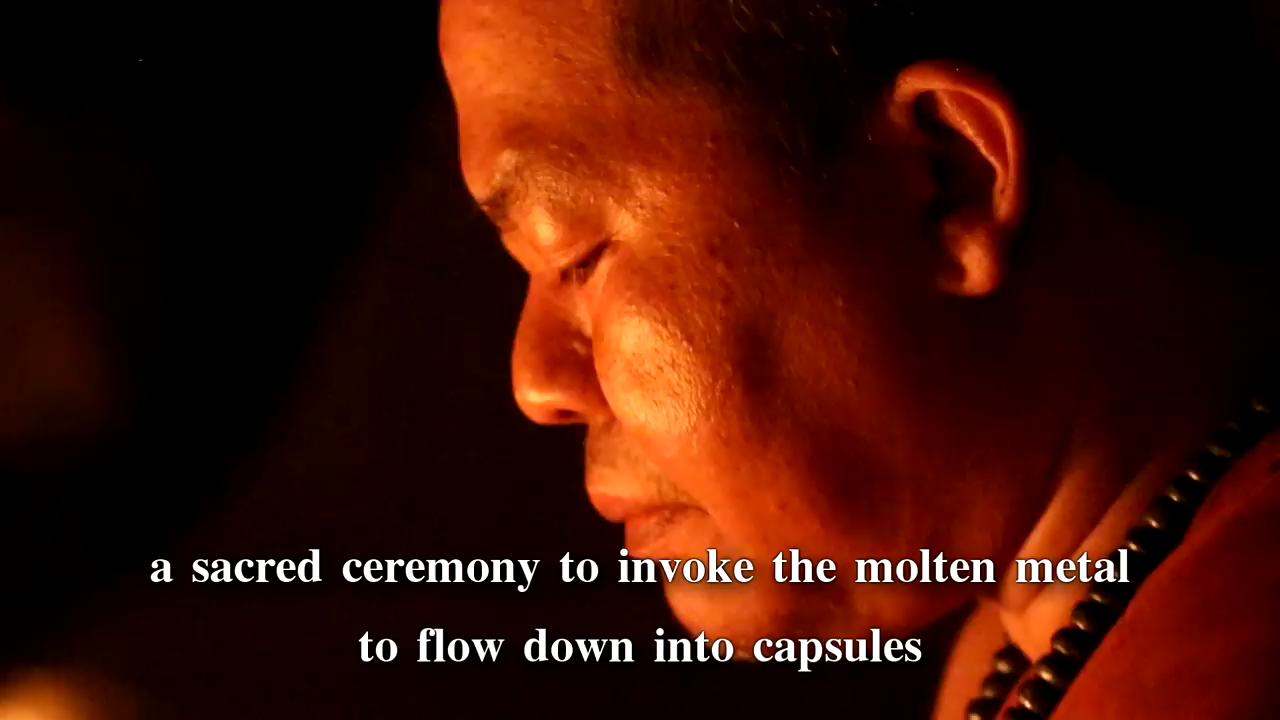 a sacred ceremony to invoke the molten metal
to flow down into capsules